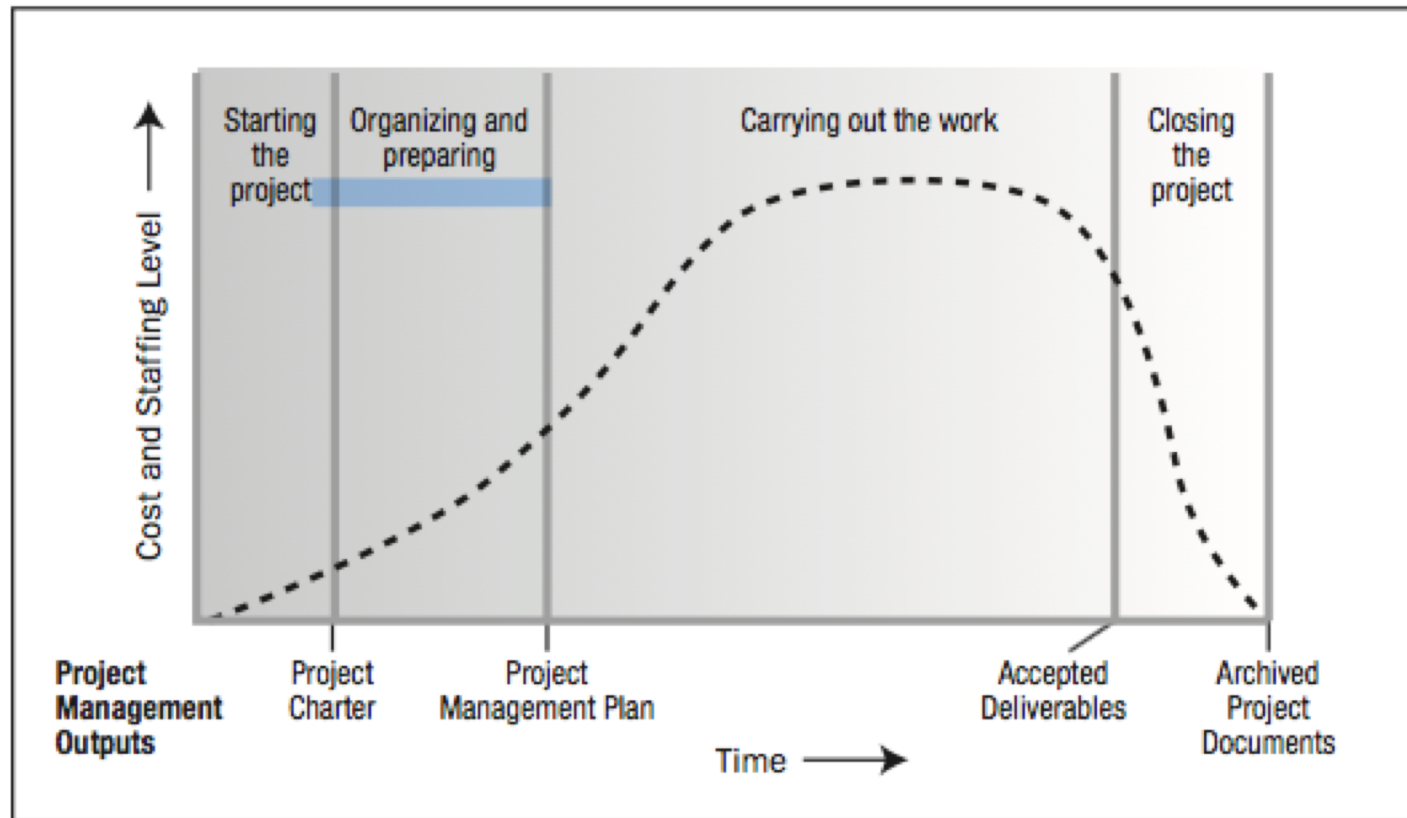 Starting
the
project
Organizing and
preparing
Carrying out the work
Closing
the
project
Cost and Staffing Level
Project
Management
Outputs
Project
Charter
Project
Management Plan
Accepted
Deliverables
Archived
Project
Documents
Time